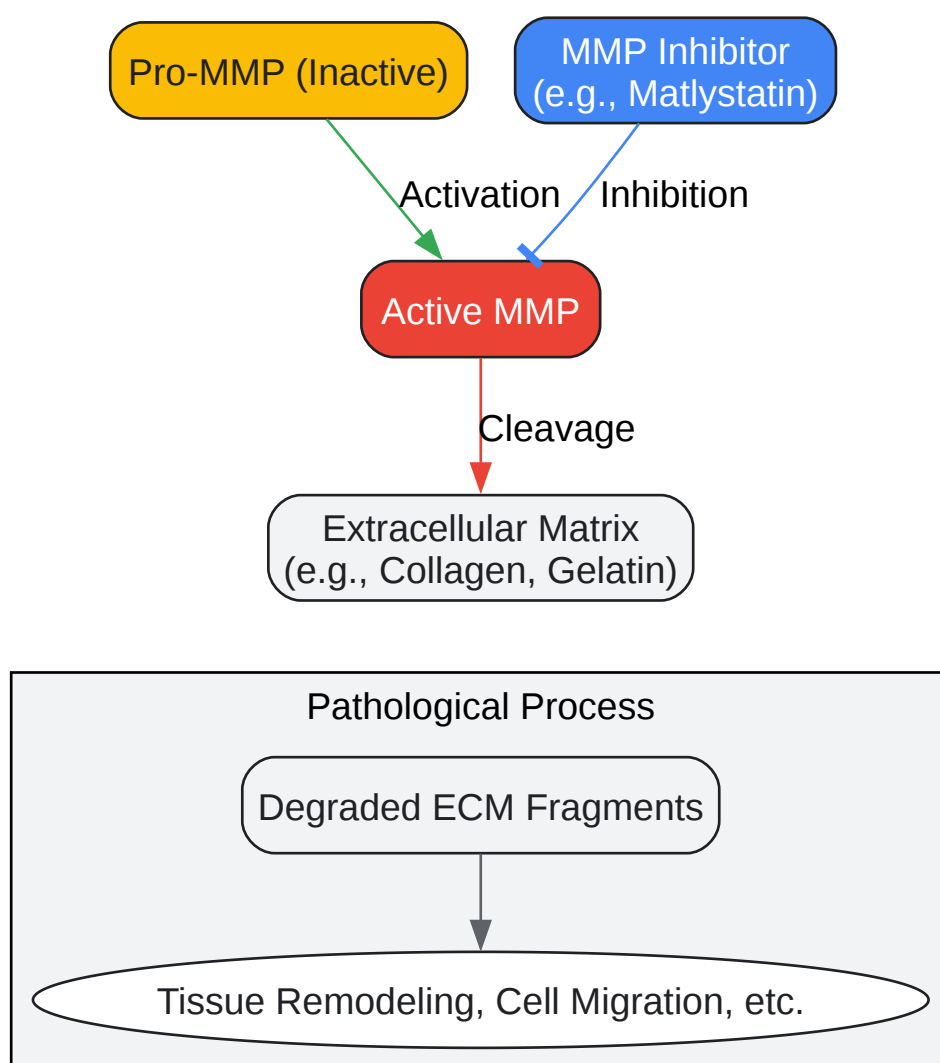 Pro-MMP (Inactive)
MMP Inhibitor
(e.g., Matlystatin)
Activation
Inhibition
Active MMP
Cleavage
Extracellular Matrix
(e.g., Collagen, Gelatin)
Pathological Process
Degraded ECM Fragments
Tissue Remodeling, Cell Migration, etc.